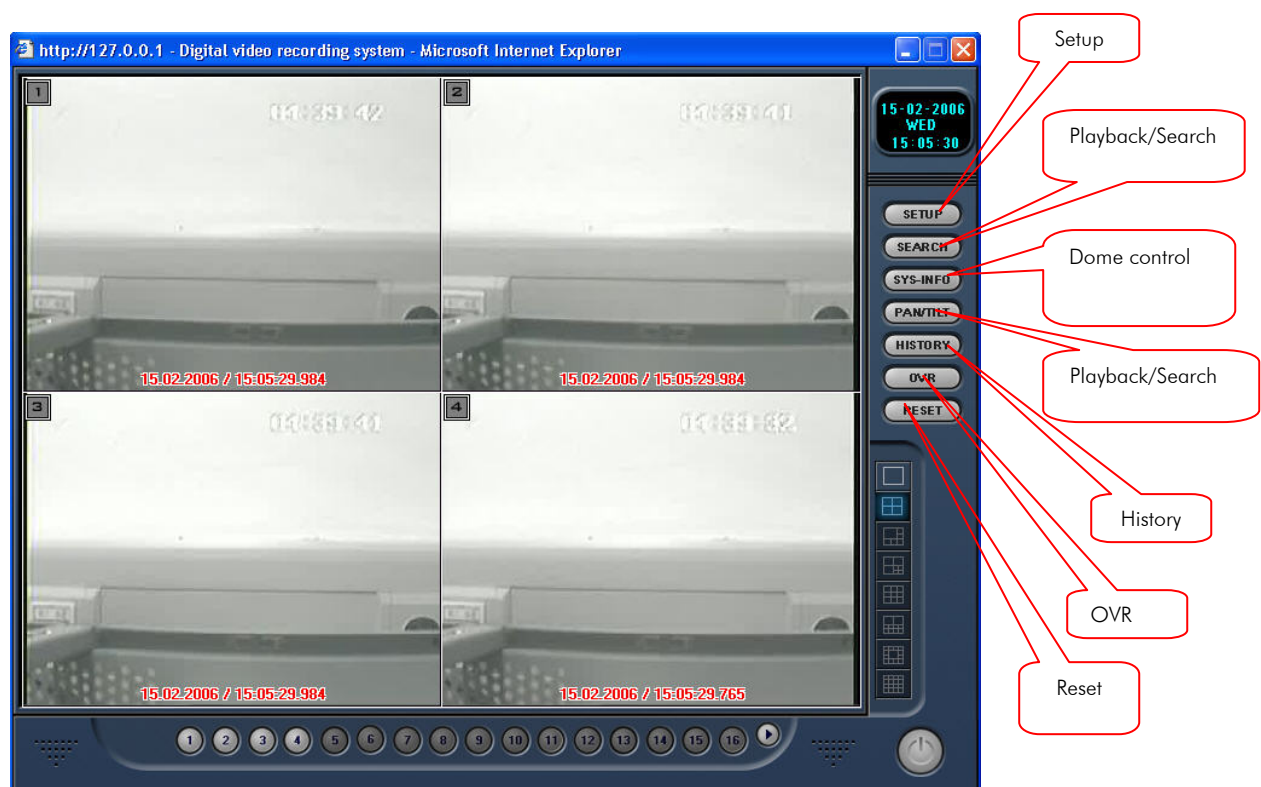 http://127.0.0.1 - Digital video recording system - Microsoft Internet Explorer
Setup
15-02-2006
WED
15:05:30
Playback/Search
SETUP
SEARCH
Dome control
SYS-INFO
PAN/TILT
HISTORY
Playback/Search
OVR
RESET
History
OVR
Reset
1
15.02.2006 / 15:05:29.984
2
15.02.2006 / 15:05:29.984
3
15.02.2006 / 15:05:29.984
4
15.02.2006 / 15:05:29.765
1 2 3 4 5 6 7 8 9 10 11 12 13 14 15 16